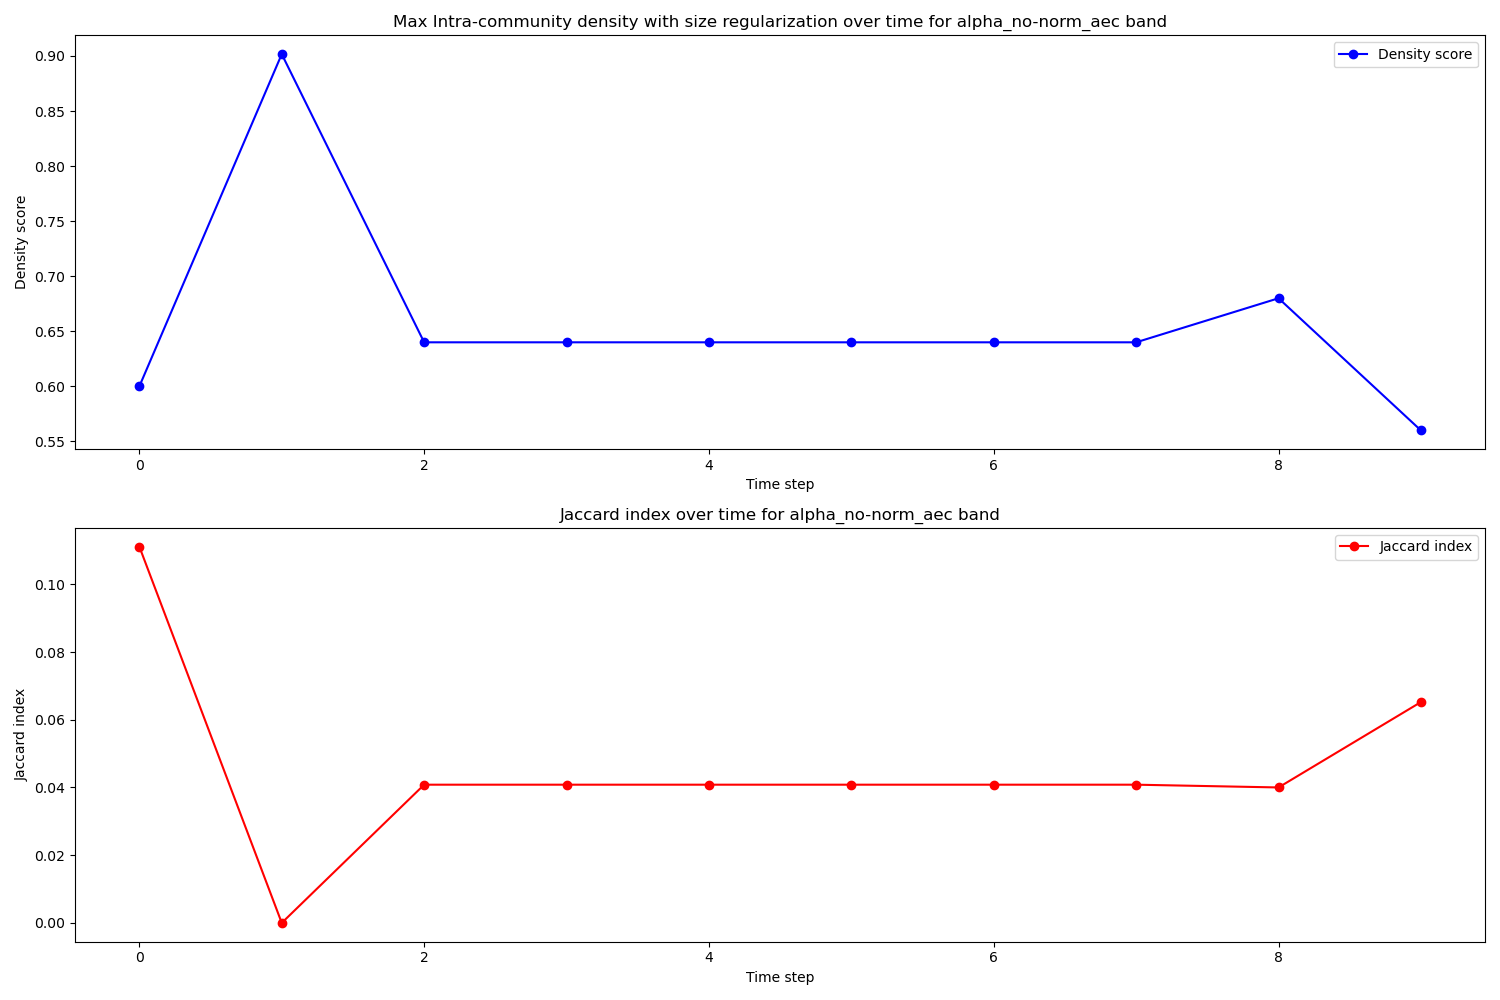 Max Intra-community density with size regularization over time for alpha_no-norm_aec band
Density score
0.90
0.85
0.80
0.75
0.70
0.65
0.60
0.55
Density score
0 2 4 6 8
Time step
Jaccard index over time for alpha_no-norm_aec band
Jaccard index
0.10
0.08
0.06
0.04
0.02
0.00
Jaccard index
0 2 4 6 8
Time step